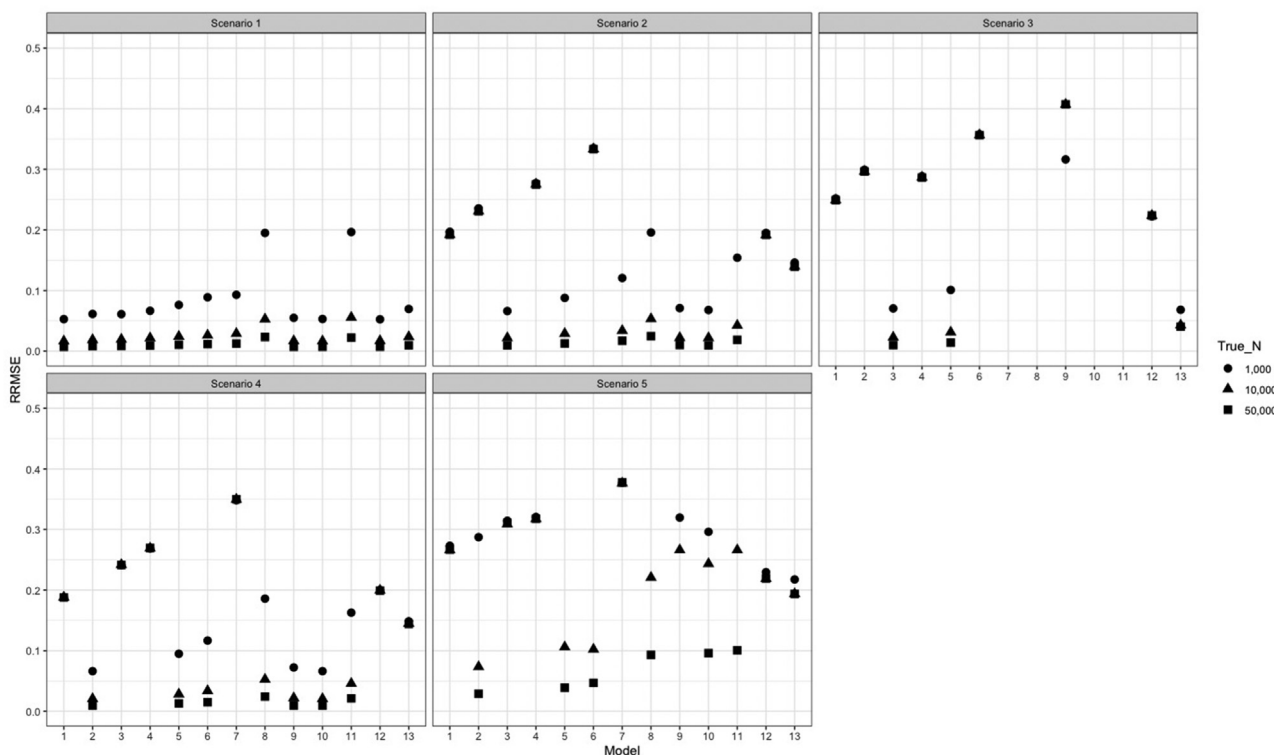 Scenario 1
Scenario 2
Scenario 3
0.5
0.4
0.3
0.2
0.1
0.0
1 2 3 4 5 6 7 8 9 10 11 12 13
Scenario 4
Scenario 5
0.5
0.4
0.3
0.2
0.1
0.0
1 2 3 4 5 6 7 8 9 10 11 12 13
1 2 3 4 5 6 7 8 9 10 11 12 13
RRMSE
Model
True_N
1,000
10,000
50,000